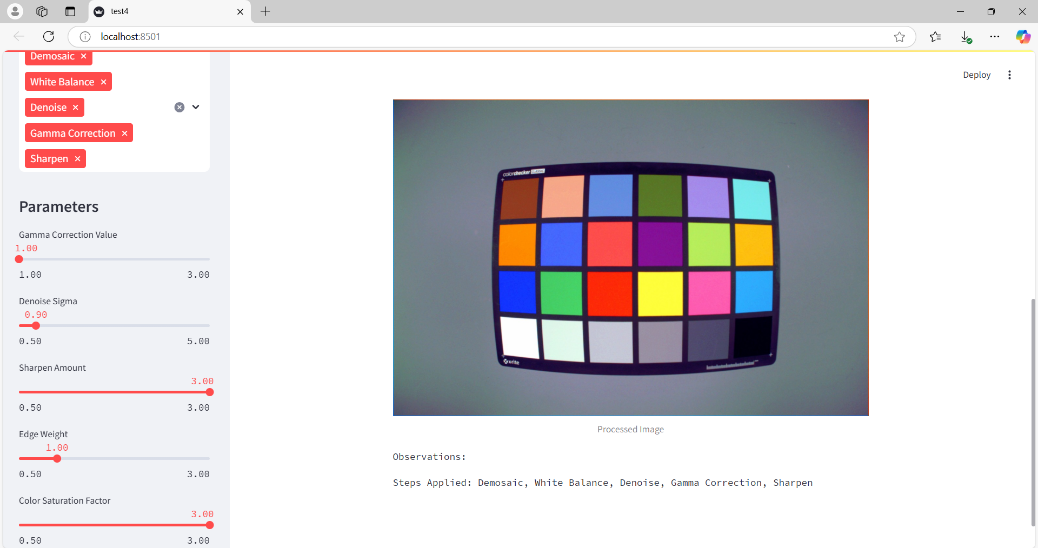 test4
localhost:8501
Demosaic
White Balance
Denoise
Gamma Correction
Sharpen
Parameters
Gamma Correction Value
1.00
1.00 3.00
Denoise Sigma
0.90
0.50 5.00
Sharpen Amount
3.00
0.50 3.00
Edge Weight
1.00
0.50 3.00
Color Saturation Factor
3.00
0.50 3.00
Deploy
colorchecker
x-rite
Processed Image
Observations:
Steps Applied: Demosaic, White Balance, Denoise, Gamma Correction, Sharpen